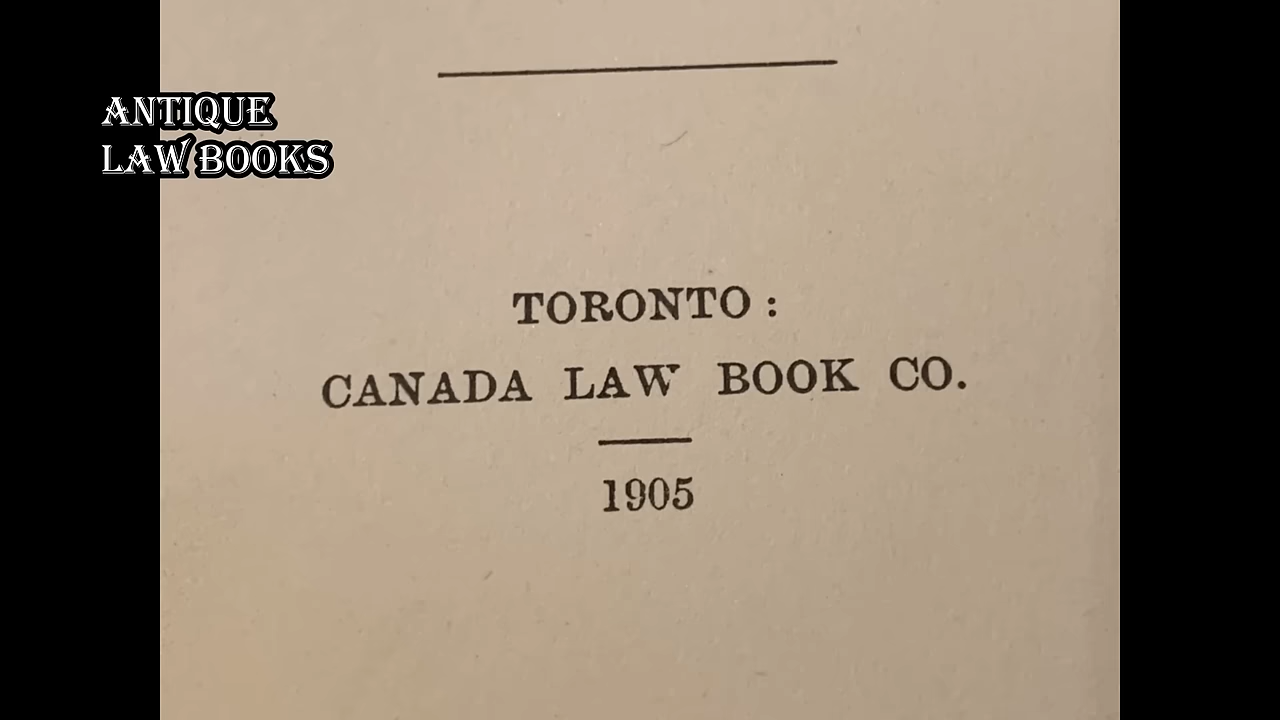 ANTIQUE
LAW BOOKS
TORONTO :
CANADA LAW BOOK CO.
1905